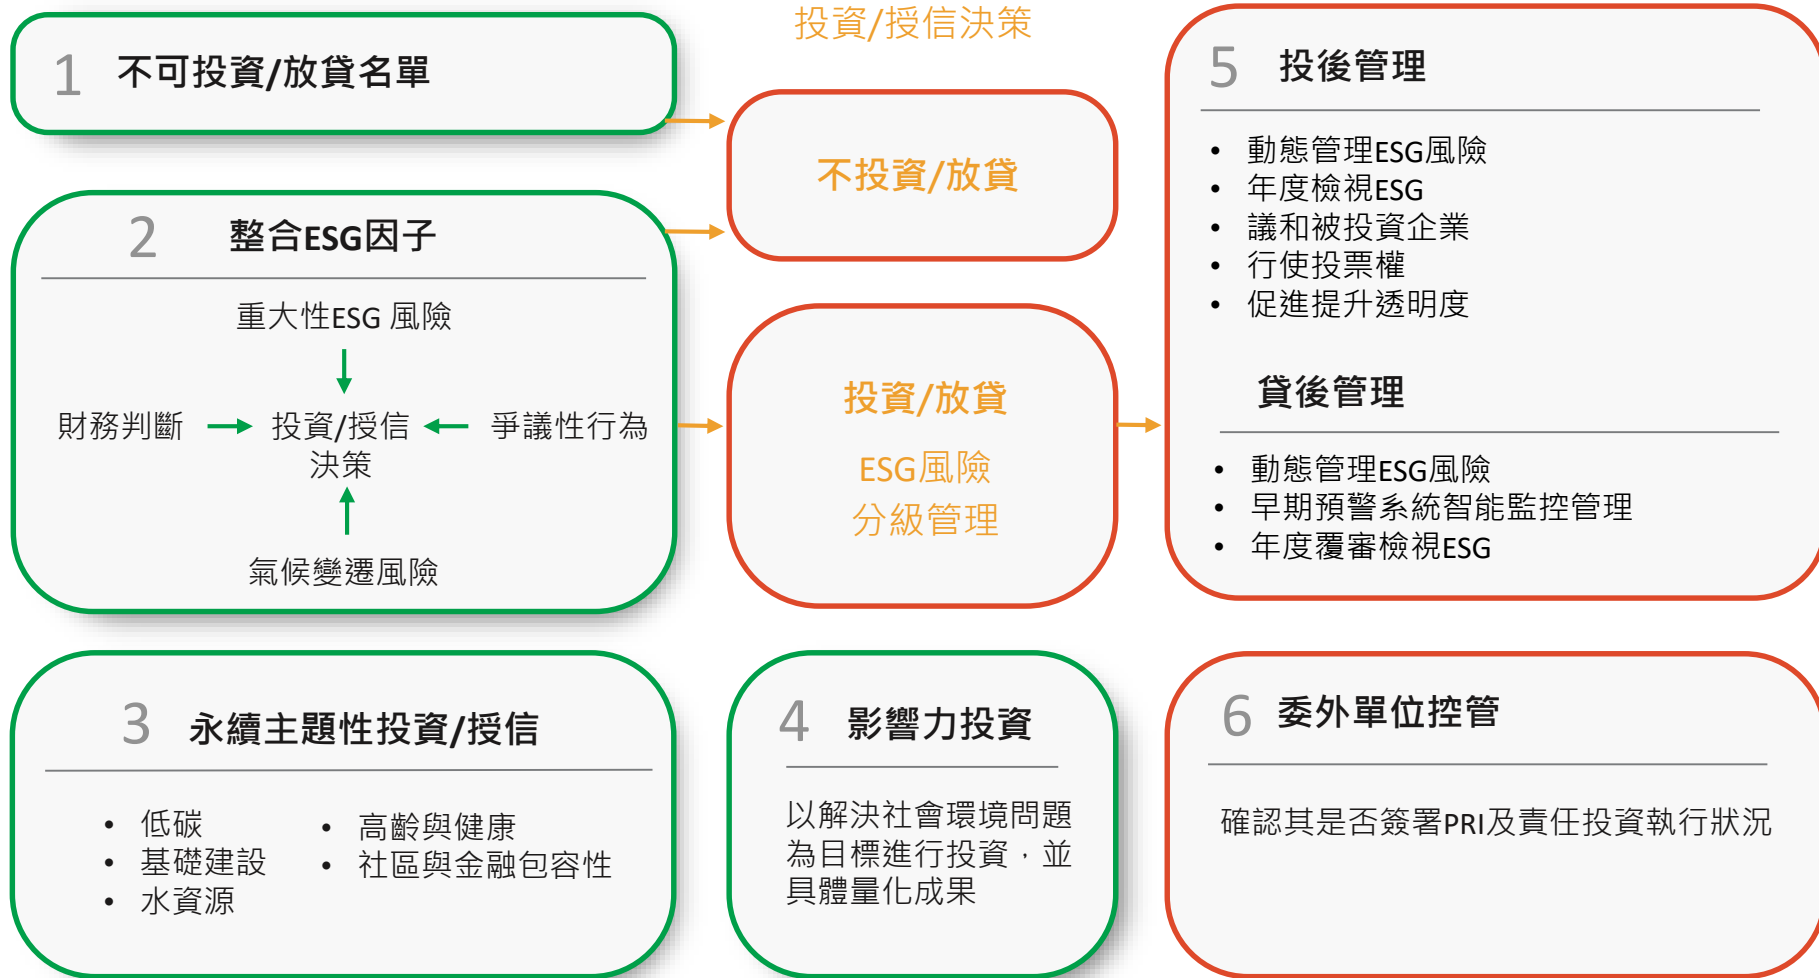 1 不可投資/放貸名單
2 整合ESG因子
重大性ESG 風險
財務判斷
投資/授信
決策
爭議性行為
氣候變遷風險
投資/授信決策
不投資/放貸
投資/放貸
ESG風險
分級管理
5 投後管理
• 動態管理ESG風險
• 年度檢視ESG
• 議和被投資企業
• 行使投票權
• 促進提升透明度
貸後管理
• 動態管理ESG風險
• 早期預警系統智能監控管理
• 年度覆審檢視ESG
3 永續主題性投資/授信
• 低碳
• 基礎建設
• 水資源
• 高齡與健康
• 社區與金融包容性
4 影響力投資
以解決社會環境問題
為目標進行投資，並
具體量化成果
6 委外單位控管
確認其是否簽署PRI及責任投資執行狀況